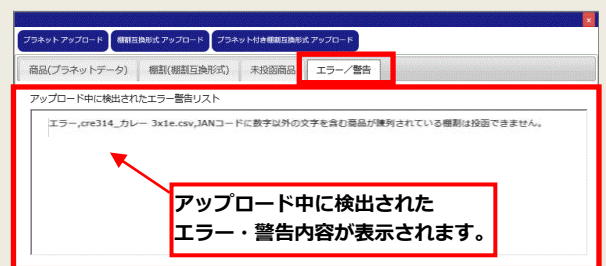 プラネット アップロード 棚割互換形式 アップロード プラネット付き棚割互換形式 アップロード
商品(プラネットデータ) 棚割(棚割互換形式) 未投函商品 エラー／警告
アップロード中に検出されたエラー警告リスト
エラー,cre314_カレー 3x1e.csv,JANコードに数字以外の文字を含む商品が陳列されている棚割は投函できません。
アップロード中に検出された
エラー・警告内容が表示されます。